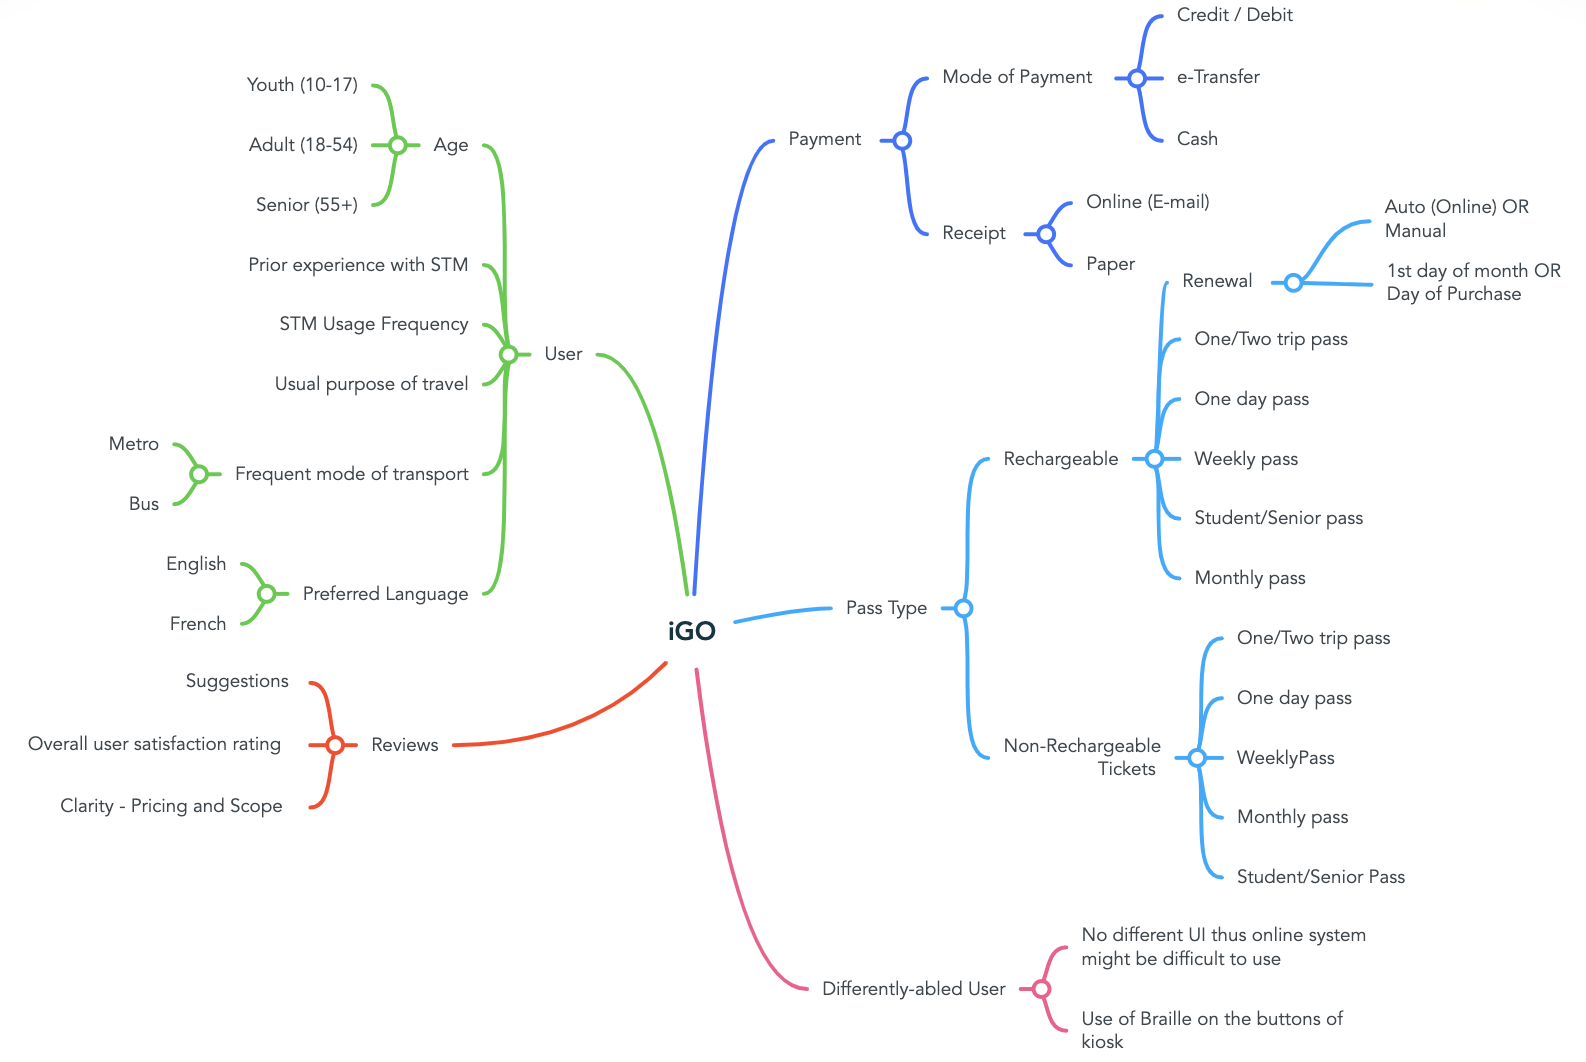 Credit / Debit
Mode of Payment
e-Transfer
Cash
Payment
Receipt
Online (E-mail)
Paper
Youth (10-17)
Adult (18-54)
Age
Senior (55+)
Prior experience with STM
STM Usage Frequency
User
Usual purpose of travel
Metro
Frequent mode of transport
Bus
English
Preferred Language
French
iGO
Suggestions
Overall user satisfaction rating
Reviews
Clarity - Pricing and Scope
Pass Type
Rechargeable
Renewal
Auto (Online) OR
Manual
1st day of month OR
Day of Purchase
One/Two trip pass
One day pass
Weekly pass
Student/Senior pass
Monthly pass
Non-Rechargeable
Tickets
One/Two trip pass
One day pass
WeeklyPass
Monthly pass
Student/Senior Pass
Differently-abled User
No different UI thus online system
might be difficult to use
Use of Braille on the buttons of
kiosk